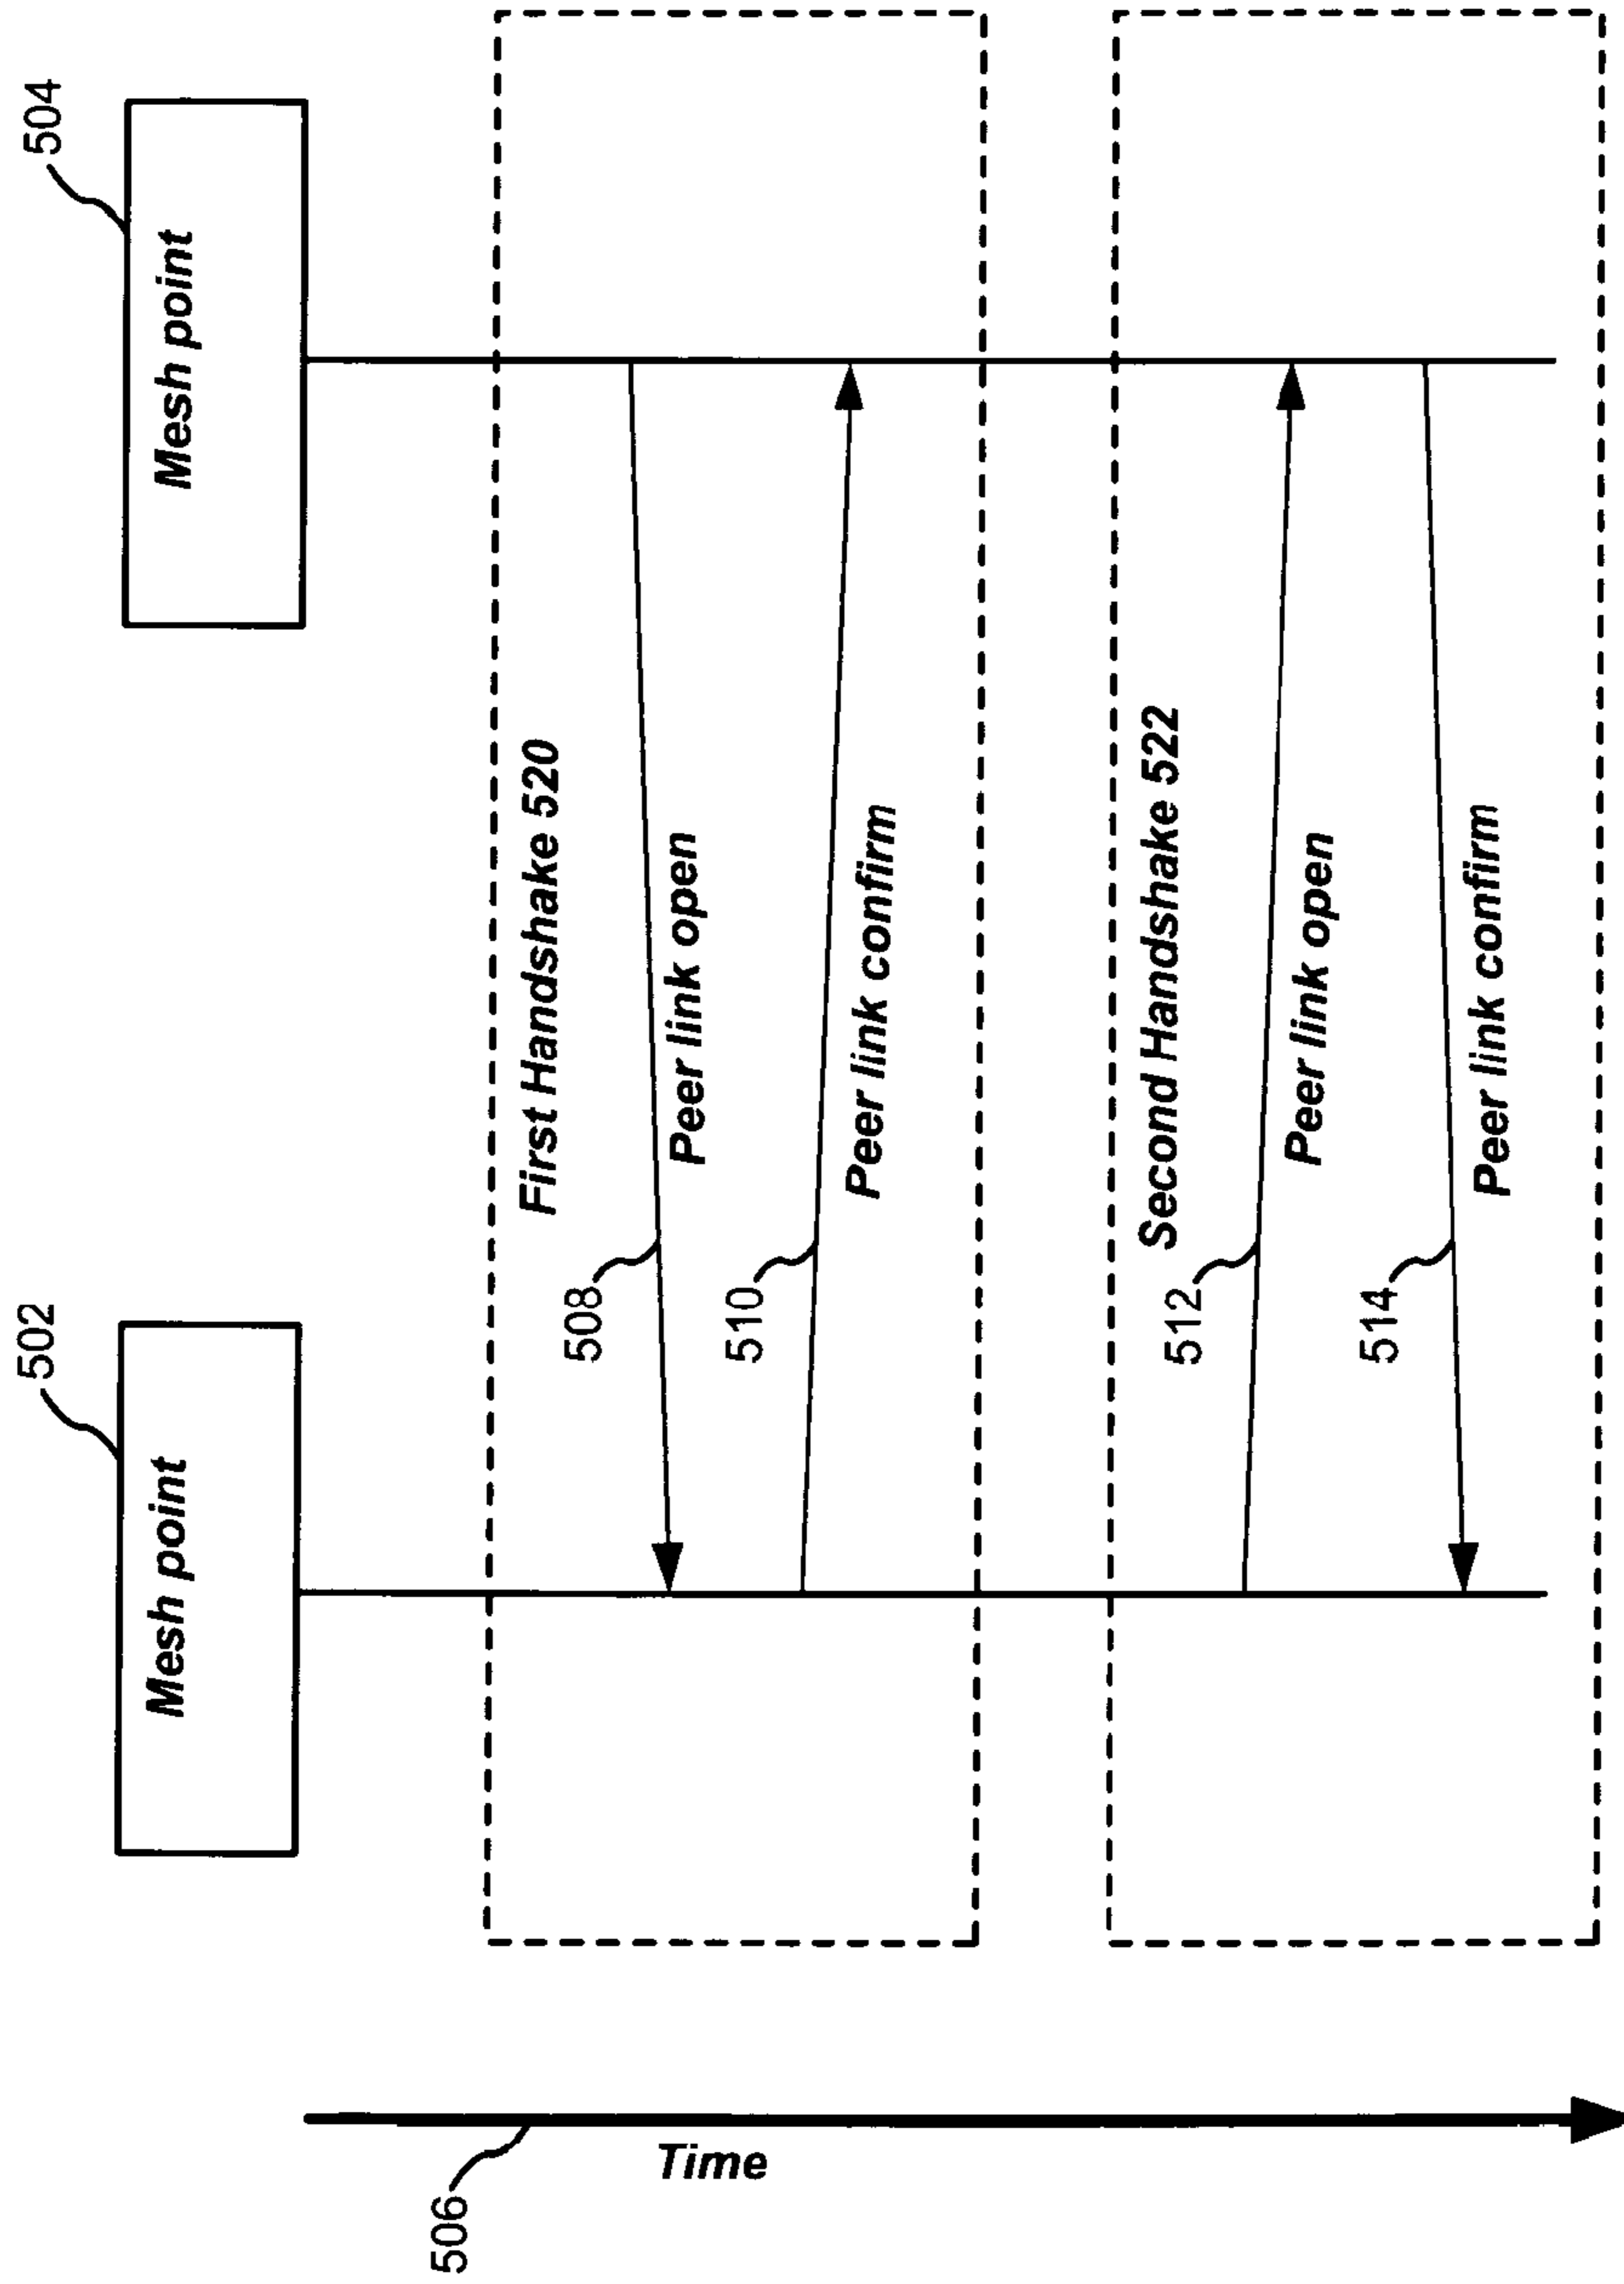 502
504
Mesh point
Mesh point
506
Time
First Handshake 520
508
Peer link open
510
Peer link confirm
Second Handshake 522
512
Peer link open
514
Peer link confirm